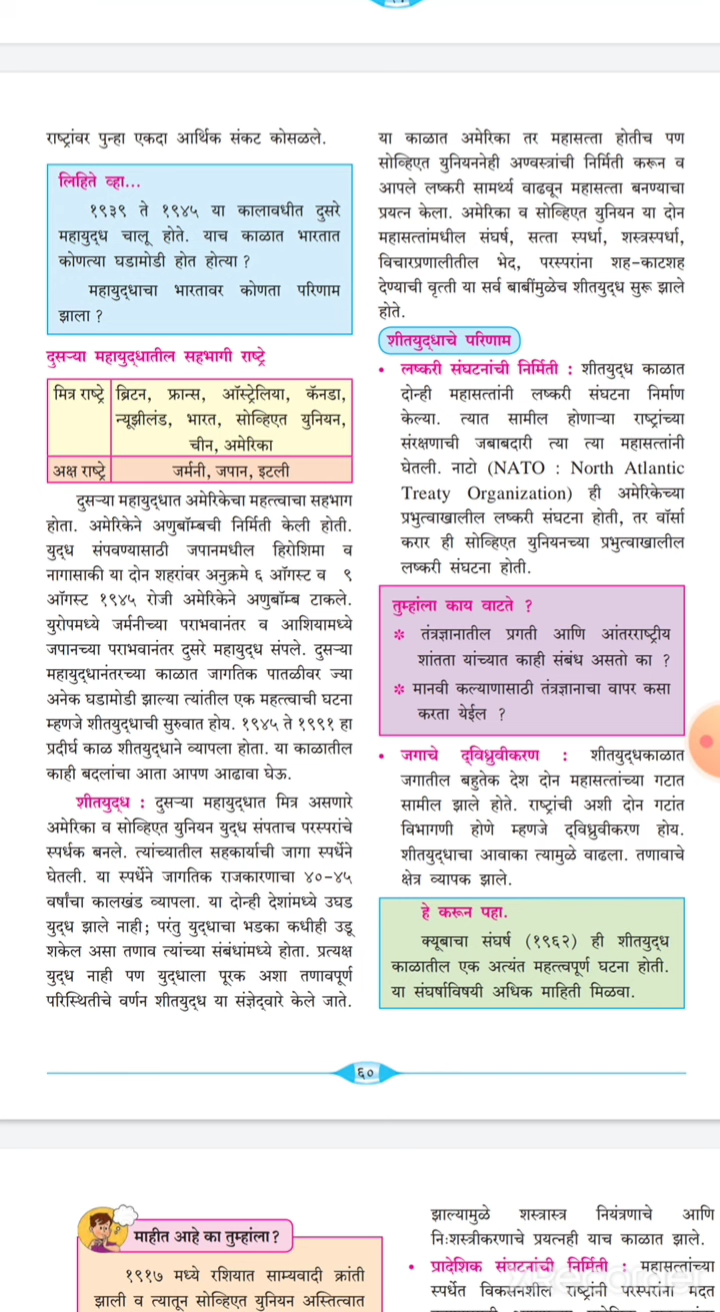 राष्ट्रांवर पुन्हा एकदा आर्थिक संकट कोसळले.
लिहिते व्हा...
१९३९ ते १९४५ या कालावधीत दुसरे
महायुद्ध चालू होते. याच काळात भारतात
कोणत्या घडामोडी होत होत्या ?
महायुद्धाचा भारतावर कोणता परिणाम
झाला ?
दुसऱ्या महायुद्धातील सहभागी राष्ट्रे
मित्र राष्ट्रे ब्रिटन, फ्रान्स, ऑस्ट्रेलिया, कॅनडा,
न्यूझीलंड, भारत, सोव्हिएत युनियन,
चीन, अमेरिका
अक्ष राष्ट्रे जर्मनी, जपान, इटली
दुसऱ्या महायुद्धात अमेरिकेचा महत्त्वाचा सहभाग
होता. अमेरिकेने अणुबॉम्बची निर्मिती केली होती.
युद्ध संपवण्यासाठी जपानमधील हिरोशिमा व
नागासाकी या दोन शहरांवर अनुक्रमे ६ ऑगस्ट व ९
ऑगस्ट १९४५ रोजी अमेरिकेने अणुबॉम्ब टाकले.
युरोपमध्ये जर्मनीच्या पराभवानंतर व आशियामध्ये
जपानच्या पराभवानंतर दुसरे महायुद्ध संपले. दुसऱ्या
महायुद्धानंतरच्या काळात जागतिक पातळीवर ज्या
अनेक घडामोडी झाल्या त्यांतील एक महत्वाची घटना
म्हणजे शीतयुद्धाची सुरुवात होय. १९४५ ते १९९१ हा
प्रदीर्घ काळ शीतयुद्धाने व्यापला होता. या काळातील
काही बदलांचा आता आपण आढावा घेऊ.
शीतयुद्ध : दुसऱ्या महायुद्धात मित्र असणारे
अमेरिका व सोव्हिएत युनियन युद्ध संपताच परस्परांचे
स्पर्धक बनले. त्यांच्यातील सहकार्याची जागा स्पर्धेने
घेतली. या स्पर्धेने जागतिक राजकारणाचा ४०-४५
वर्षांचा कालखंड व्यापला. या दोन्ही देशांमध्ये उघड
युद्ध झाले नाही; परंतु युद्धाचा भडका कधीही उडू
शकेल असा तणाव त्यांच्या संबंधांमध्ये होता. प्रत्यक्ष
युद्ध नाही पण युद्धाला पूरक अशा तणावपूर्ण
परिस्थितीचे वर्णन शीतयुद्ध या संज्ञेद्वारे केले जाते.
या काळात अमेरिका तर महासत्ता होतीच पण
सोव्हिएत युनियननेही अण्वस्त्रांची निर्मिती करून व
आपले लष्करी सामर्थ्य वाढवून महासत्ता बनण्याचा
प्रयत्न केला. अमेरिका व सोव्हिएत युनियन या दोन
महासत्तांमधील संघर्ष, सत्ता स्पर्धा, शस्त्रस्पर्धा,
विचारप्रणालीतील भेद, परस्परांना शह-काटशह
देण्याची वृत्ती या सर्व बाबींमुळेच शीतयुद्ध सुरू झाले
होते.
शीतयुद्धाचे परिणाम
• लष्करी संघटनांची निर्मिती : शीतयुद्ध काळात
दोन्ही महासत्तांनी लष्करी संघटना निर्माण
केल्या. त्यात सामील होणाऱ्या राष्ट्रांच्या
संरक्षणाची जबाबदारी त्या त्या महासत्तांनी
घेतली. नाटो (NATO : North Atlantic
Treaty Organization) ही अमेरिकेच्या
प्रभुत्वाखालील लष्करी संघटना होती, तर वॉर्सा
करार ही सोव्हिएत युनियनच्या प्रभुत्वाखालील
लष्करी संघटना होती.
तुम्हांला काय वाटते ?
❊ तंत्रज्ञानातील प्रगती आणि आंतरराष्ट्रीय
शांतता यांच्यात काही संबंध असतो का ?
❊ मानवी कल्याणासाठी तंत्रज्ञानाचा वापर कसा
करता येईल ?
• जगाचे द्विध्रुवीकरण : शीतयुद्धकाळात
जगातील बहुतेक देश दोन महासत्तांच्या गटात
सामील झाले होते. राष्ट्रांची अशी दोन गटांत
विभागणी होणे म्हणजे द्विध्रुवीकरण होय.
शीतयुद्धाचा आवाका त्यामुळे वाढला. तणावाचे
क्षेत्र व्यापक झाले.
हे करून पहा.
क्यूबाचा संघर्ष (१९६२) ही शीतयुद्ध
काळातील एक अत्यंत महत्त्वपूर्ण घटना होती.
या संघर्षाविषयी अधिक माहिती मिळवा.
६०
माहीत आहे का तुम्हांला ?
१९१७ मध्ये रशियात साम्यवादी क्रांती
झाली व त्यातून सोव्हिएत युनियन अस्तित्वात
झाल्यामुळे शस्त्रास्त्र नियंत्रणाचे आणि
निःशस्त्रीकरणाचे प्रयत्नही याच काळात झाले.
• प्रादेशिक संघटनांची निर्मिती : महासत्तांच्या
स्पर्धेत विकसनशील राष्ट्रांनी परस्परांना मदत